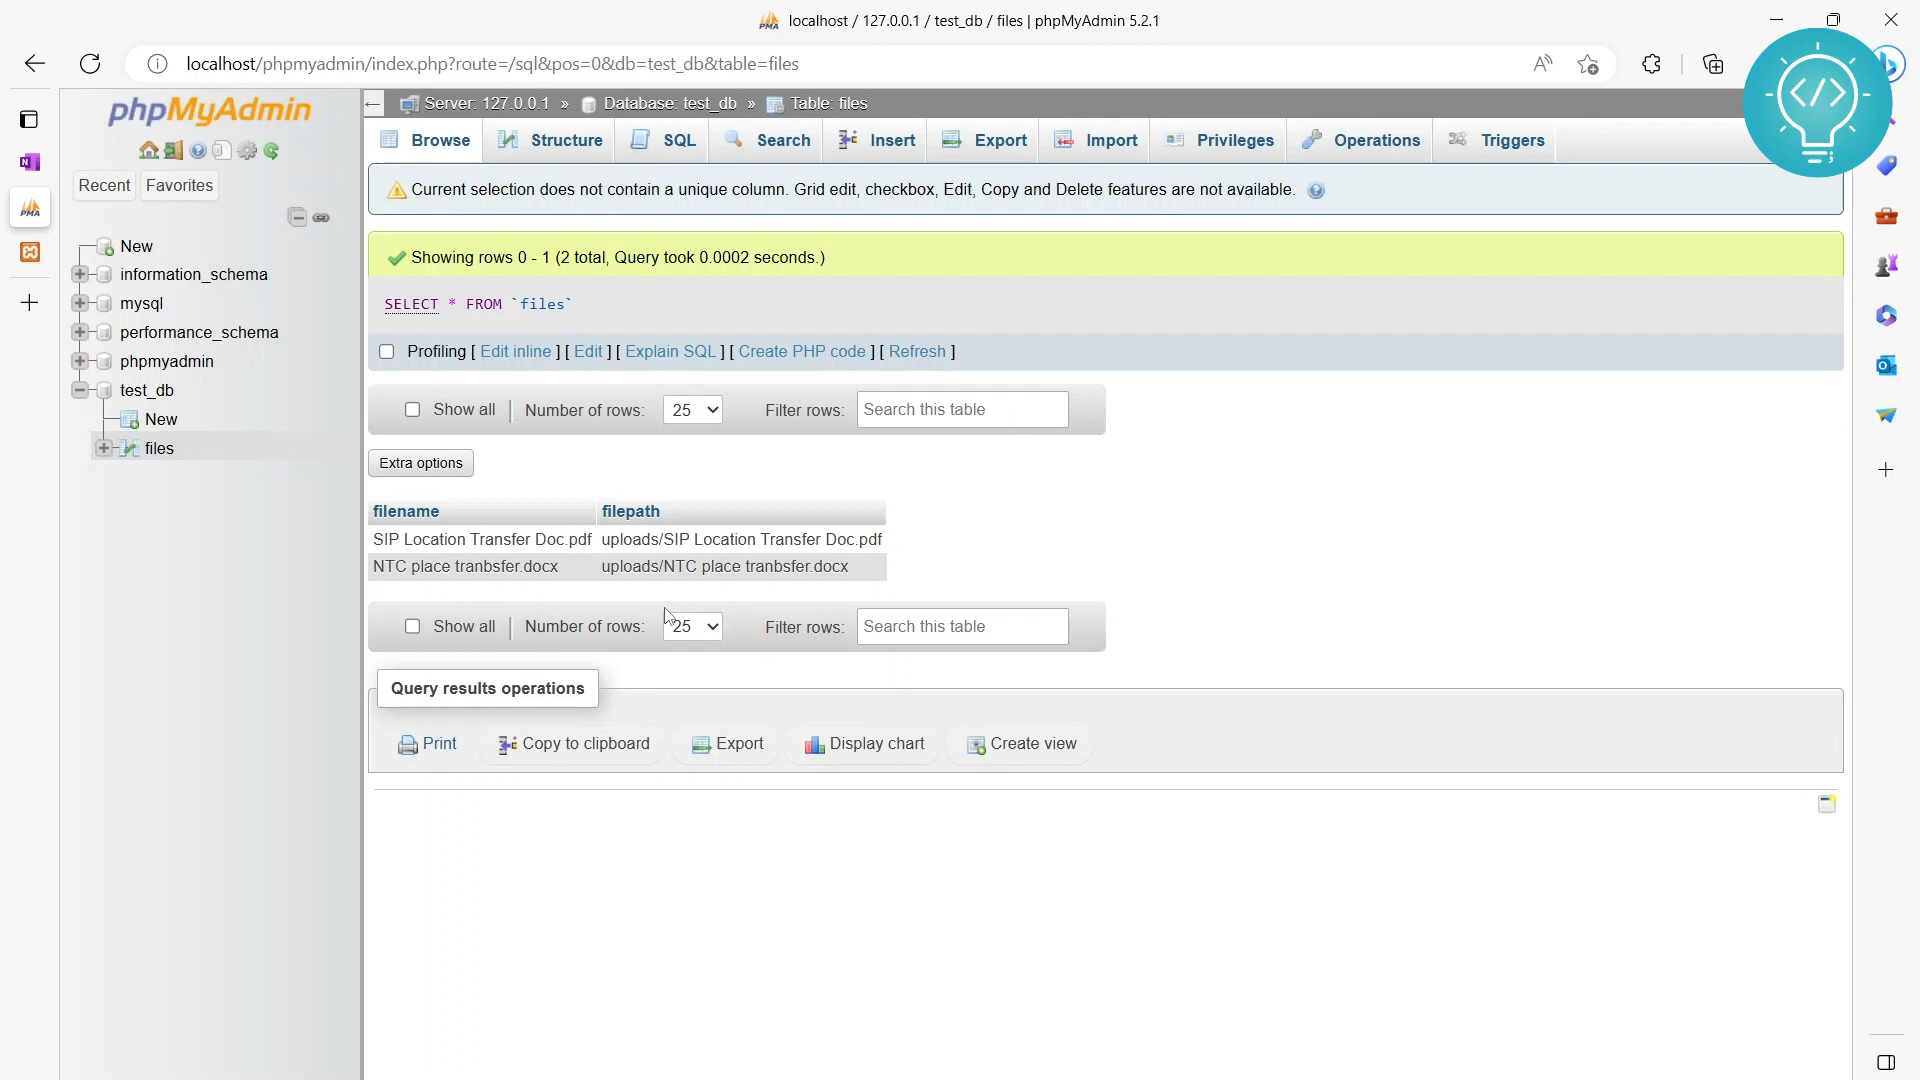 localhost / 127.0.0.1 / test_db / files | phpMyAdmin 5.2.1
localhost/phpmyadmin/index.php?route=/sql&pos=0&db=test_db&table=files
phpMyAdmin
Recent Favorites
New
information_schema
mysql
performance_schema
phpmyadmin
test_db
New
files
Server: 127.0.0.1 » Database: test_db » Table: files
Browse Structure SQL Search Insert Export Import Privileges Operations Triggers
Current selection does not contain a unique column. Grid edit, checkbox, Edit, Copy and Delete features are not available.
Showing rows 0 - 1 (2 total, Query took 0.0002 seconds.)
SELECT * FROM `files`
Profiling [ Edit inline ] [ Edit ] [ Explain SQL ] [ Create PHP code ] [ Refresh ]
Show all Number of rows: 25 Filter rows: Search this table
Extra options
filename filepath
SIP Location Transfer Doc.pdf uploads/SIP Location Transfer Doc.pdf
NTC place tranbsfer.docx uploads/NTC place tranbsfer.docx
Show all Number of rows: 25 Filter rows: Search this table
Query results operations
Print Copy to clipboard Export Display chart Create view